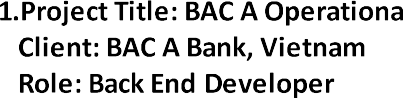 1.Project Title: BAC A Operationa
Client: BAC A Bank, Vietnam
Role: Back End Developer